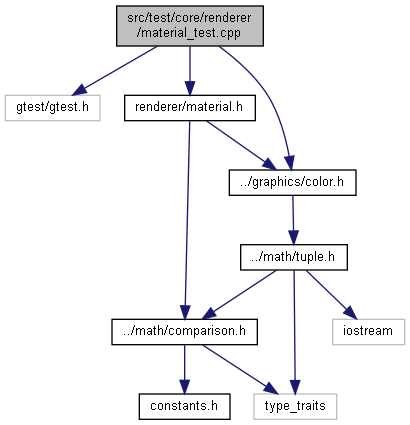 src/test/core/renderer
/material_test.cpp
gtest/gtest.h
renderer/material.h
../graphics/color.h
../math/tuple.h
../math/comparison.h
iostream
constants.h
type_traits